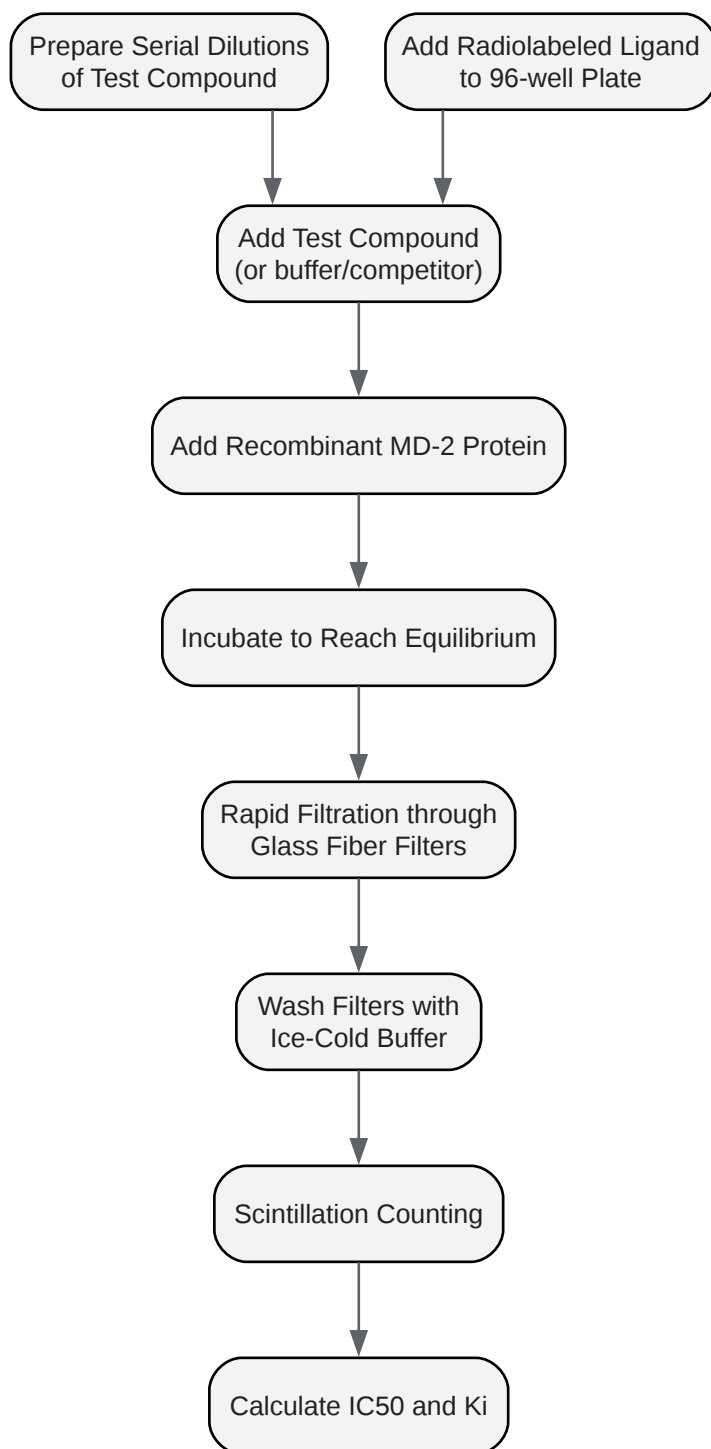 Prepare Serial Dilutions
of Test Compound
Add Radiolabeled Ligand
to 96-well Plate
Add Test Compound
(or buffer/competitor)
Add Recombinant MD-2 Protein
Incubate to Reach Equilibrium
Rapid Filtration through
Glass Fiber Filters
Wash Filters with
Ice-Cold Buffer
Scintillation Counting
Calculate IC50 and Ki